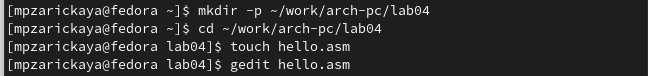 [mpzarickaya@fedora ~]$ mkdir -p ~/work/arch-pc/lab04
[mpzarickaya@fedora ~]$ cd ~/work/arch-pc/lab04
[mpzarickaya@fedora lab04]$ touch hello.asm
[mpzarickaya@fedora lab04]$ gedit hello.asm